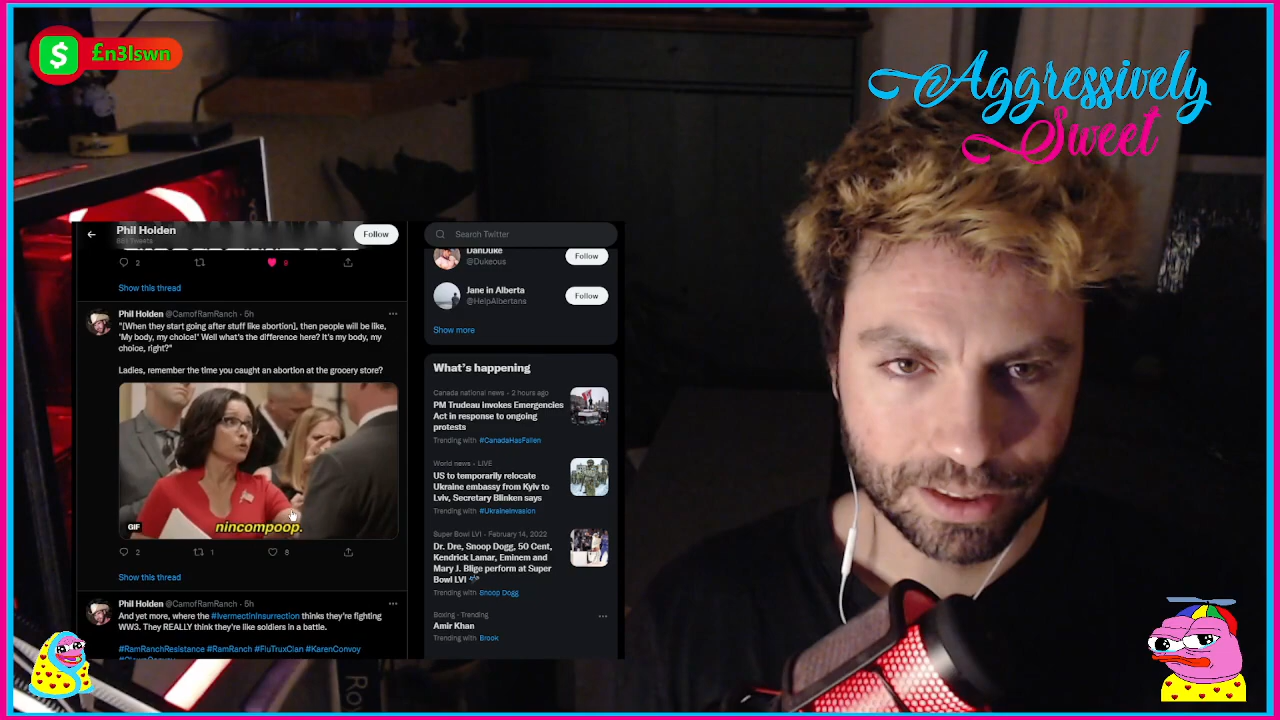 $ £n3lswn
Aggressively
Sweet
Phil Holden
Follow
2
9
Show this thread
Phil Holden @CamofRamRanch · 5h
"[When they start going after stuff like abortion], then people will be like,
'My body, my choice!' Well what's the difference here? It's my body, my
choice, right?"
Ladies, remember the time you caught an abortion at the grocery store?
nincompoop.
GIF
2
1
8
Show this thread
Phil Holden @CamofRamRanch · 5h
And yet more, where the #IvermectinInsurrection thinks they're fighting
WW3. They REALLY think they're like soldiers in a battle.
#RamRanchResistance #RamRanch #FluTruxClan #KarenConvoy
Search Twitter
DanDuke
@Dukeous
Follow
Jane in Alberta
@HelpAlbertans
Follow
Show more
What's happening
Canada national news · 2 hours ago
PM Trudeau invokes Emergencies
Act in response to ongoing
protests
Trending with #CanadaHasFallen
World news · LIVE
US to temporarily relocate
Ukraine embassy from Kyiv to
Lviv, Secretary Blinken says
Trending with #UkraineInvasion
Super Bowl LVI · February 14, 2022
Dr. Dre, Snoop Dogg, 50 Cent,
Kendrick Lamar, Eminem and
Mary J. Blige perform at Super
Bowl LVI
Trending with Snoop Dogg
Boxing · Trending
Amir Khan
Trending with Brook